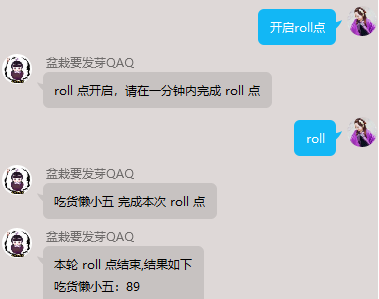 开启roll点
盆栽要发芽QAQ
roll 点开启，请在一分钟内完成 roll 点
roll
盆栽要发芽QAQ
吃货懒小五 完成本次 roll 点
盆栽要发芽QAQ
本轮 roll 点结束,结果如下
吃货懒小五：89